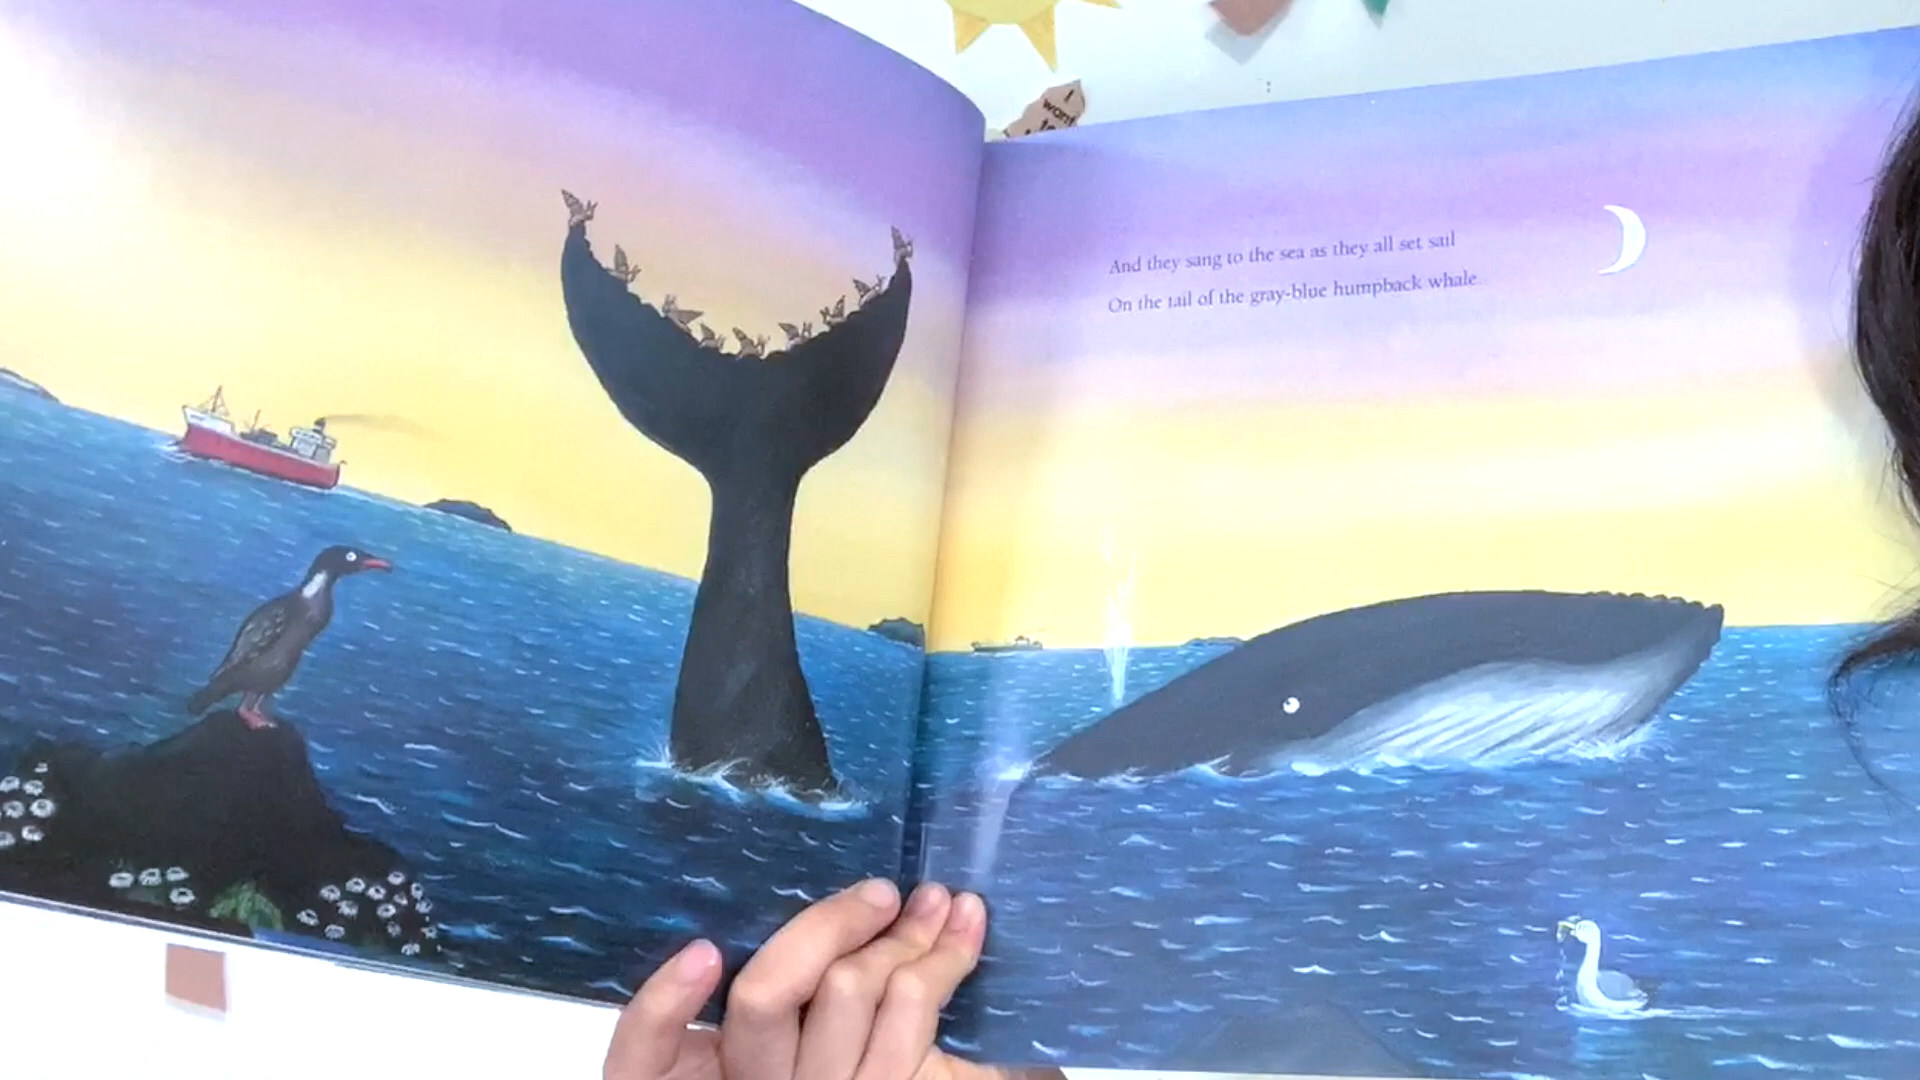 I
want
And they sang to the sea as they all set sail
On the tail of the gray-blue humpback whale.